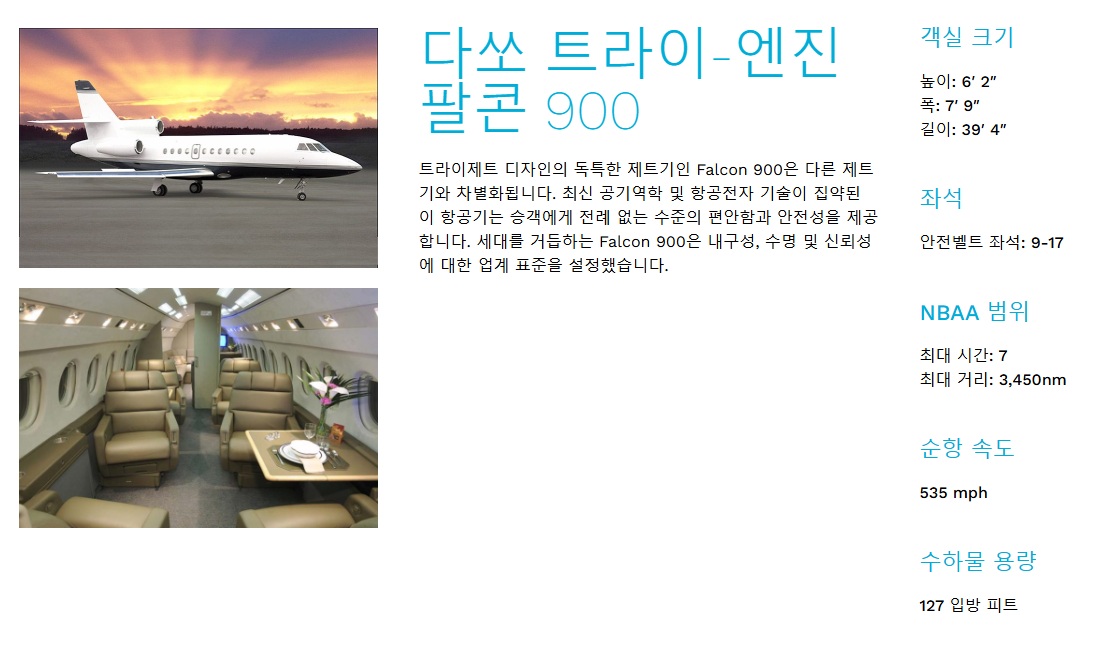 다쏘 트라이-엔진
팔콘 900
트라이제트 디자인의 독특한 제트기인 Falcon 900은 다른 제트
기와 차별화됩니다. 최신 공기역학 및 항공전자 기술이 집약된
이 항공기는 승객에게 전례 없는 수준의 편안함과 안전성을 제공
합니다. 세대를 거듭하는 Falcon 900은 내구성, 수명 및 신뢰성
에 대한 업계 표준을 설정했습니다.
객실 크기
높이: 6′ 2″
폭: 7′ 9″
길이: 39′ 4″
좌석
안전벨트 좌석: 9-17
NBAA 범위
최대 시간: 7
최대 거리: 3,450nm
순항 속도
535 mph
수하물 용량
127 입방 피트